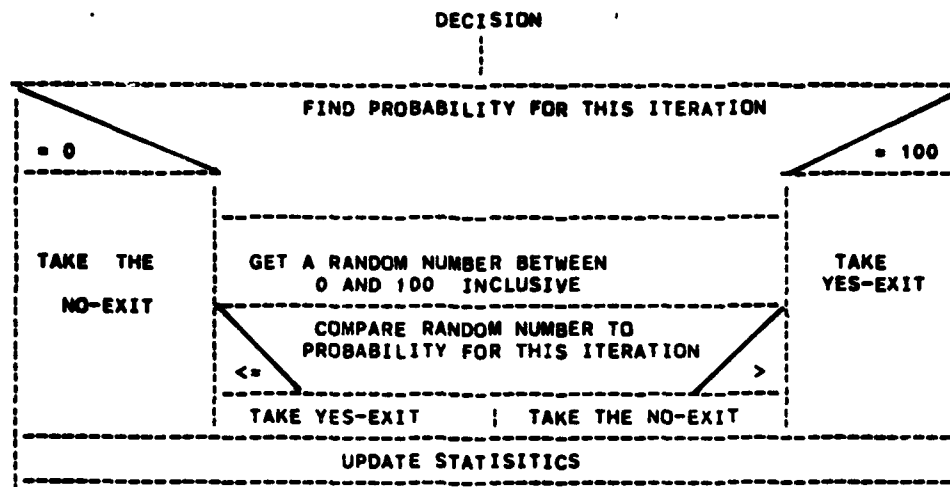 DECISION
FIND PROBABILITY FOR THIS ITERATION
= 0
= 100
TAKE THE
NO-EXIT
GET A RANDOM NUMBER BETWEEN
0 AND 100 INCLUSIVE
TAKE
YES-EXIT
COMPARE RANDOM NUMBER TO
PROBABILITY FOR THIS ITERATION
<=
>
TAKE YES-EXIT
TAKE THE NO-EXIT
UPDATE STATISITICS